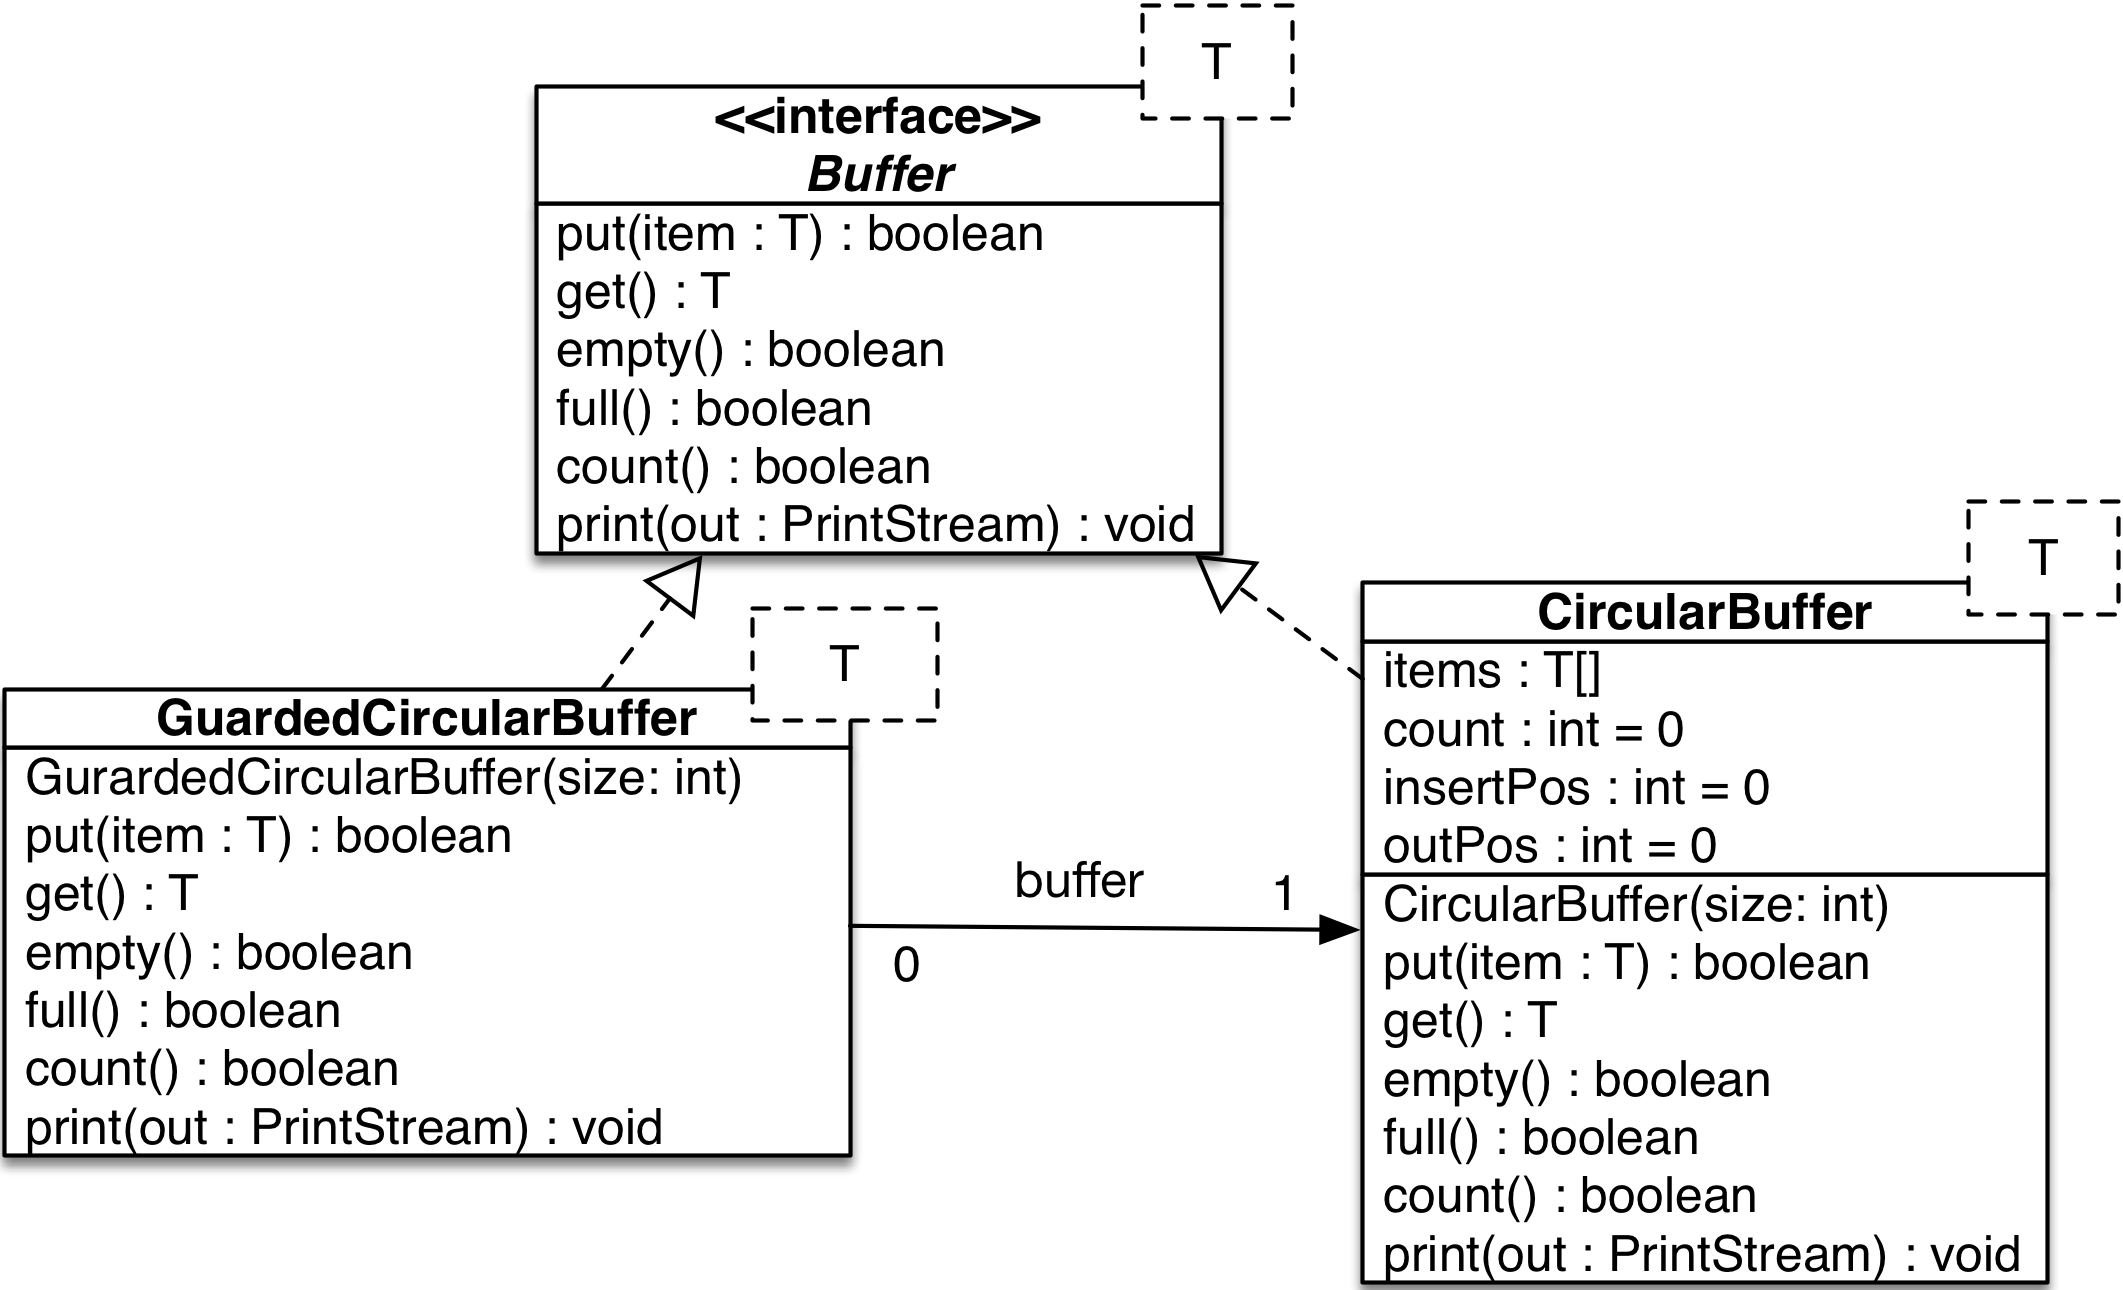 T
<<interface>>
Buffer
put(item : T) : boolean
get() : T
empty() : boolean
full() : boolean
count() : boolean
print(out : PrintStream) : void
T
GuardedCircularBuffer
GurardedCircularBuffer(size: int)
put(item : T) : boolean
get() : T
empty() : boolean
full() : boolean
count() : boolean
print(out : PrintStream) : void
buffer
0
1
T
CircularBuffer
items : T[]
count : int = 0
insertPos : int = 0
outPos : int = 0
CircularBuffer(size: int)
put(item : T) : boolean
get() : T
empty() : boolean
full() : boolean
count() : boolean
print(out : PrintStream) : void